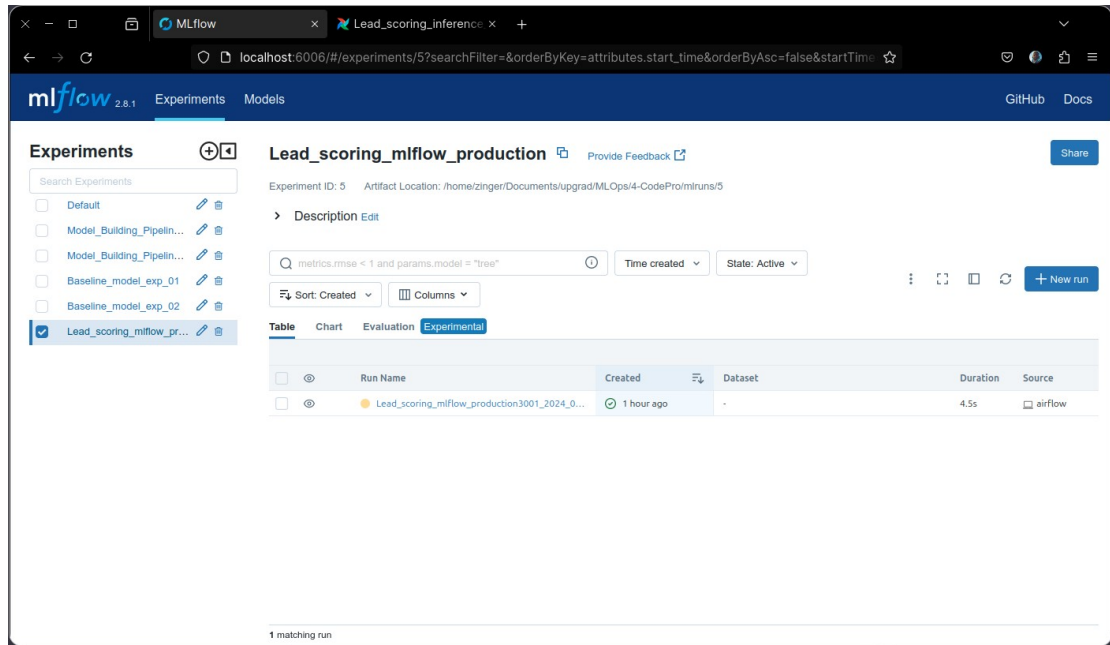 MLflow
Lead_scoring_inference
localhost:6006/#/experiments/5?searchFilter=&orderByKey=attributes.start_time&orderByAsc=false&startTime
mlflow 2.8.1 Experiments Models GitHub Docs
Experiments
Search Experiments
Default
Model_Building_Pipelin...
Model_Building_Pipelin...
Baseline_model_exp_01
Baseline_model_exp_02
Lead_scoring_mlflow_pr...
Lead_scoring_mlflow_production Provide Feedback Share
Experiment ID: 5 Artifact Location: /home/zinger/Documents/upgrad/MLOps/4-CodePro/mlruns/5
Description Edit
metrics.rmse < 1 and params.model = "tree" Time created State: Active
+ New run
Sort: Created Columns
Table Chart Evaluation Experimental
Run Name Created Dataset Duration Source
Lead_scoring_mlflow_production3001_2024_0... 1 hour ago - 4.5s airflow
1 matching run